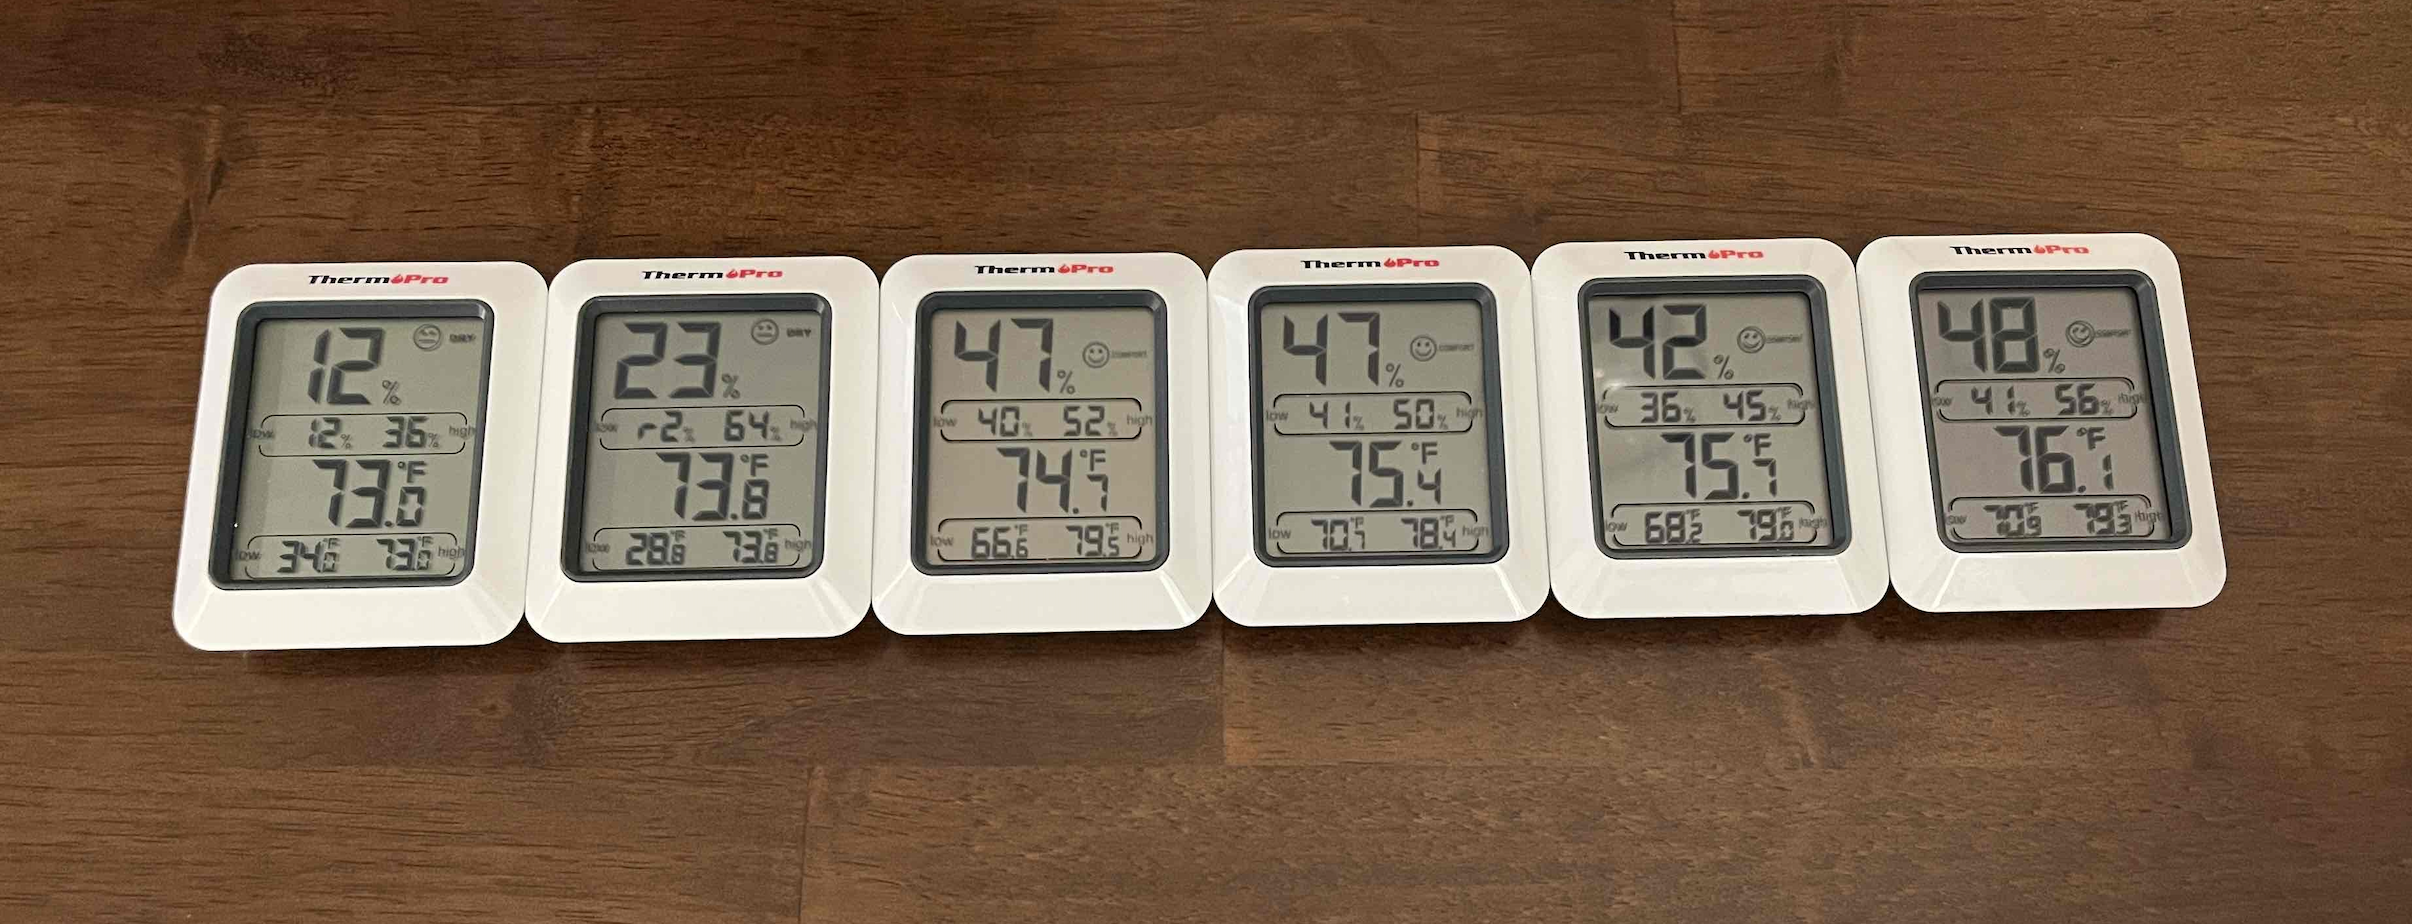 ThermoPro
12 % DRY
low 12 % 36 % high
73.0 °F
low 34.0 °F 73.0 °F high
ThermoPro
23 % DRY
low r2 % 64 % high
73.8 °F
low 28.8 °F 73.8 °F high
ThermoPro
47 % COMFORT
low 40 % 52 % high
74.7 °F
low 66.6 °F 79.5 °F high
ThermoPro
47 % COMFORT
low 41 % 50 % high
75.4 °F
low 70.7 °F 78.4 °F high
ThermoPro
42 % COMFORT
low 36 % 45 % high
75.7 °F
low 68.2 °F 79.0 °F high
ThermoPro
48 % COMFORT
low 41 % 56 % high
76.1 °F
low 70.9 °F 79.3 °F high